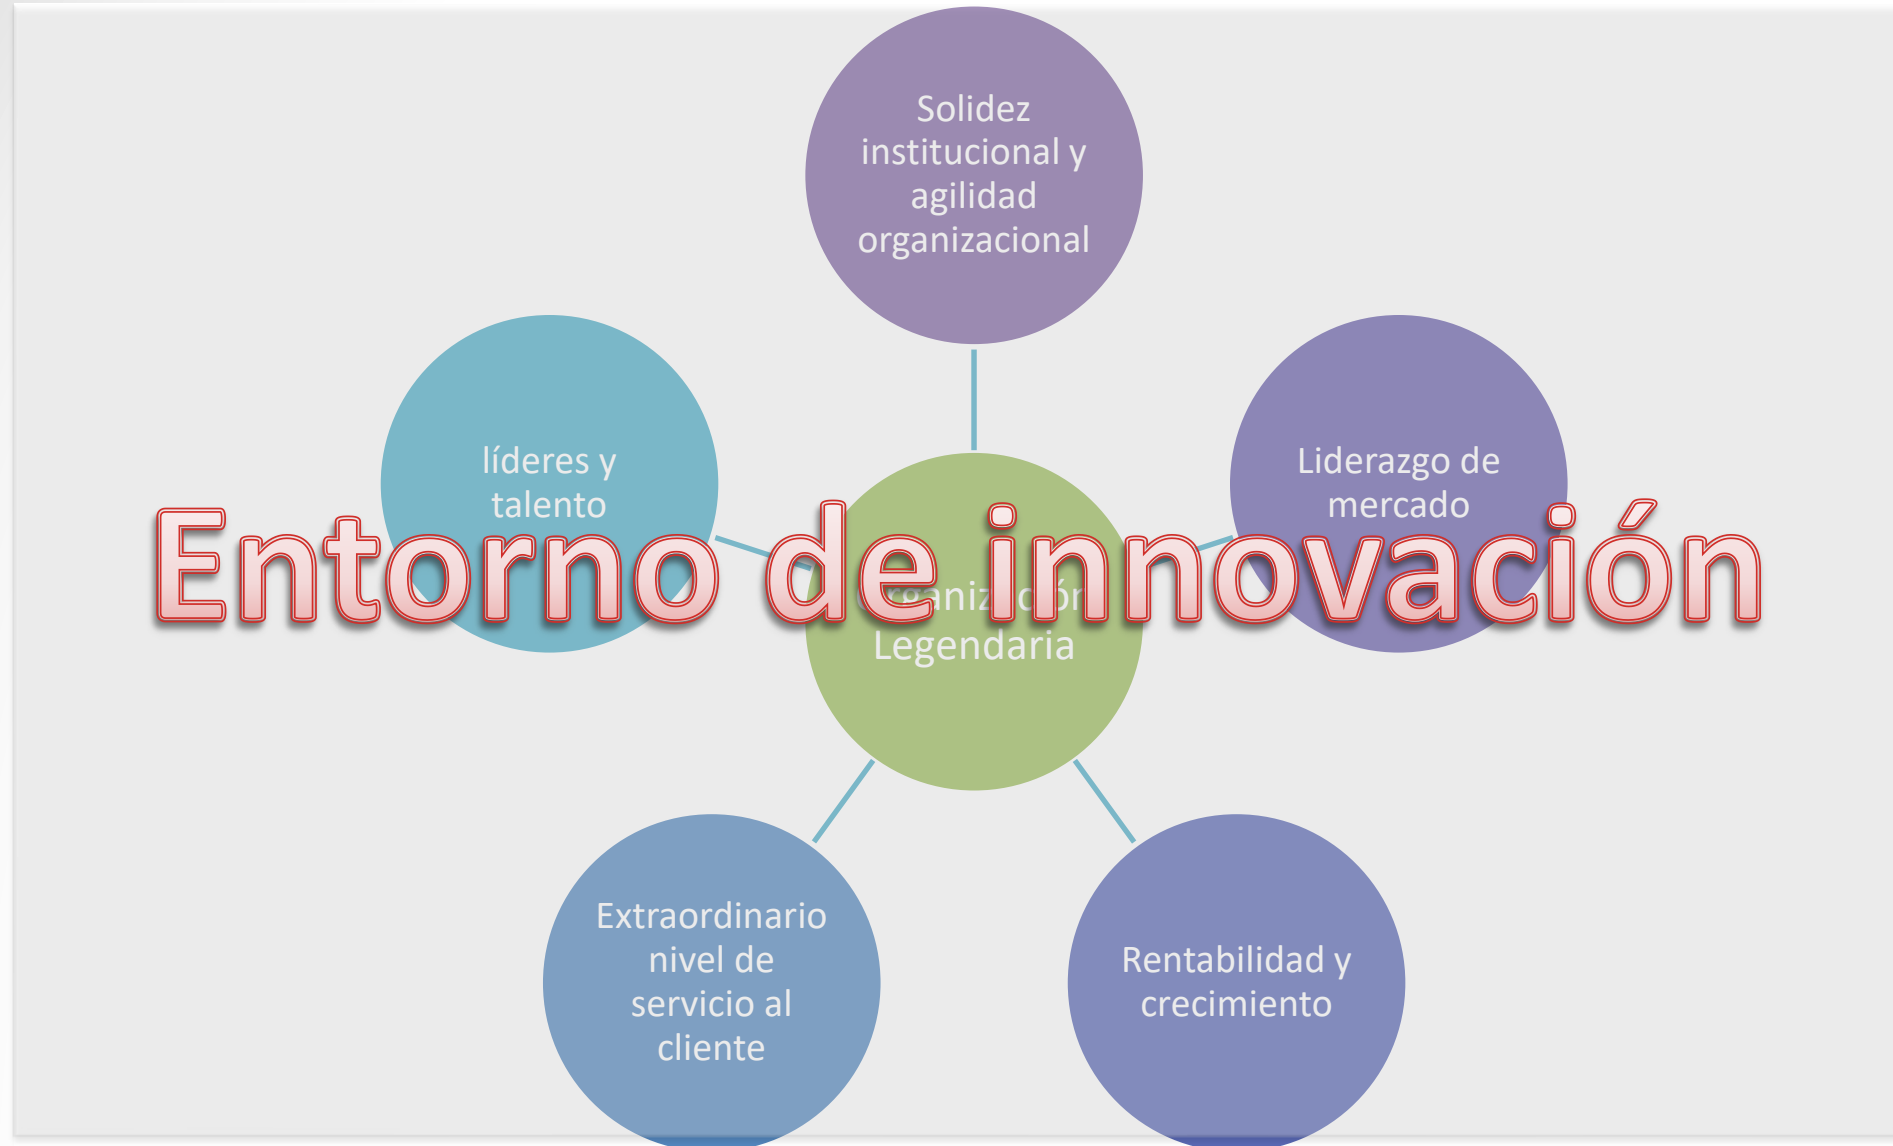 Solidez
institucional y
agilidad
organizacional
líderes y
talento
Liderazgo de
mercado
Entorno de innovación
Organización
Legendaria
Extraordinario
nivel de
servicio al
cliente
Rentabilidad y
crecimiento